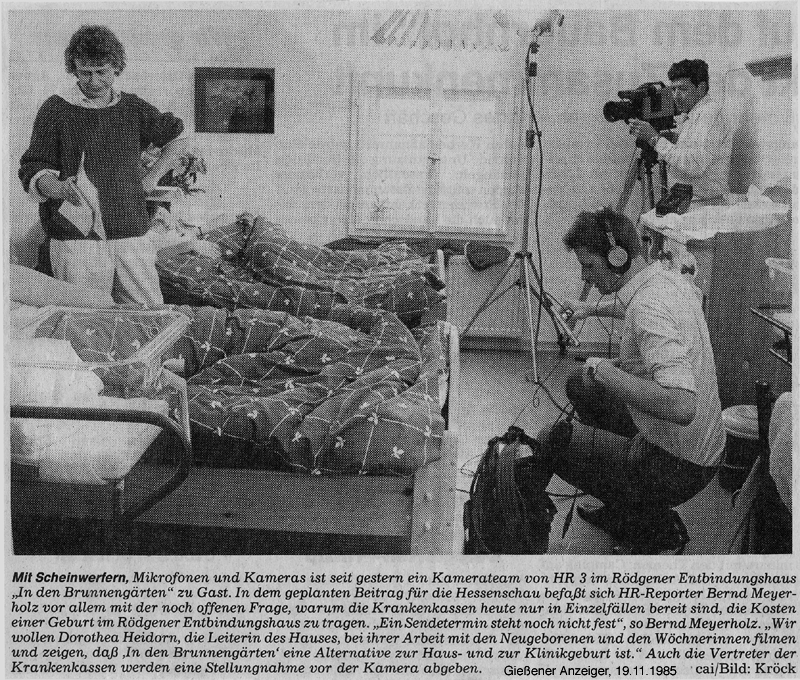 Mit Scheinwerfern, Mikrofonen und Kameras ist seit gestern ein Kamerateam von HR 3 im Rödgener Entbindungshaus
„In den Brunnengärten“ zu Gast. In dem geplanten Beitrag für die Hessenschau befaßt sich HR-Reporter Bernd Meyer-
holz vor allem mit der noch offenen Frage, warum die Krankenkassen heute nur in Einzelfällen bereit sind, die Kosten
einer Geburt im Rödgener Entbindungshaus zu tragen. „Ein Sendetermin steht noch nicht fest“, so Bernd Meyerholz. „Wir
wollen Dorothea Heidorn, die Leiterin des Hauses, bei ihrer Arbeit mit den Neugeborenen und den Wöchnerinnen filmen
und zeigen, daß ‚In den Brunnengärten‘ eine Alternative zur Haus- und zur Klinikgeburt ist.“ Auch die Vertreter der
Krankenkassen werden eine Stellungnahme vor der Kamera abgeben. Gießener Anzeiger, 19.11.1985 cai/Bild: Kröck